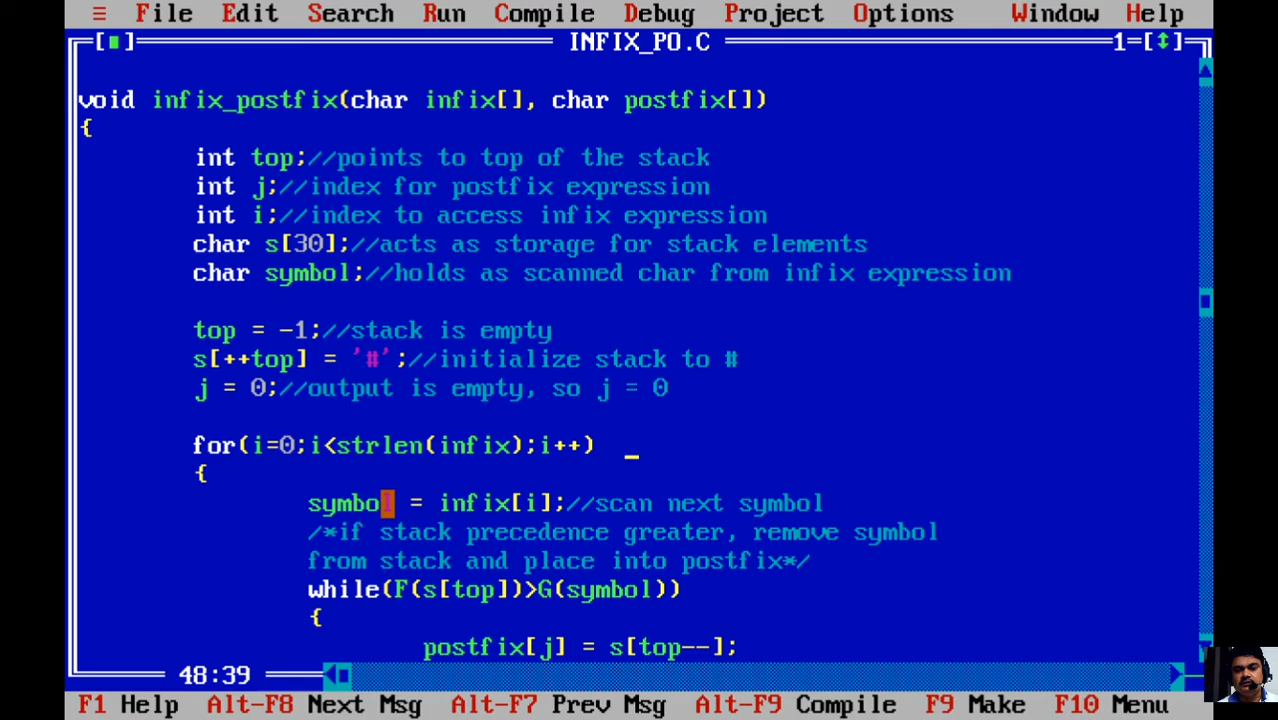 ≡ File Edit Search Run Compile Debug Project Options Window Help
[■] INFIX_PO.C 1=[↕]
void infix_postfix(char infix[], char postfix[])
{
int top;//points to top of the stack
int j;//index for postfix expression
int i;//index to access infix expression
char s[30];//acts as storage for stack elements
char symbol;//holds as scanned char from infix expression
top = -1;//stack is empty
s[++top] = '#';//initialize stack to #
j = 0;//output is empty, so j = 0
for(i=0;i<strlen(infix);i++) _
{
symbol = infix[i];//scan next symbol
/*if stack precedence greater, remove symbol
from stack and place into postfix*/
while(F(s[top])>G(symbol))
{
postfix[j] = s[top--];
48:39
F1 Help Alt-F8 Next Msg Alt-F7 Prev Msg Alt-F9 Compile F9 Make F10 Menu